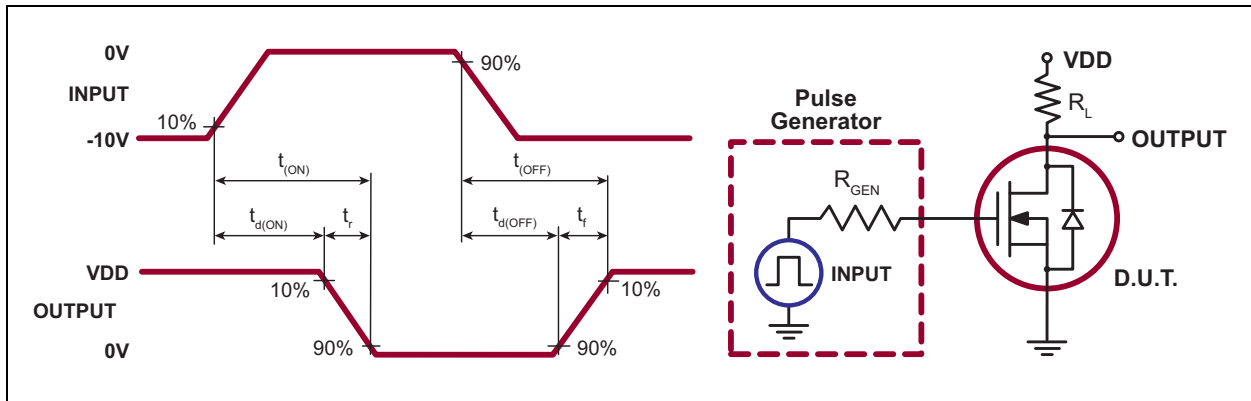 0V
INPUT
-10V
10%
90%
t(ON)
t(OFF)
td(ON)
tr
td(OFF)
tf
VDD
OUTPUT
0V
10%
90%
10%
90%
Pulse
Generator
RGEN
INPUT
VDD
RL
OUTPUT
D.U.T.